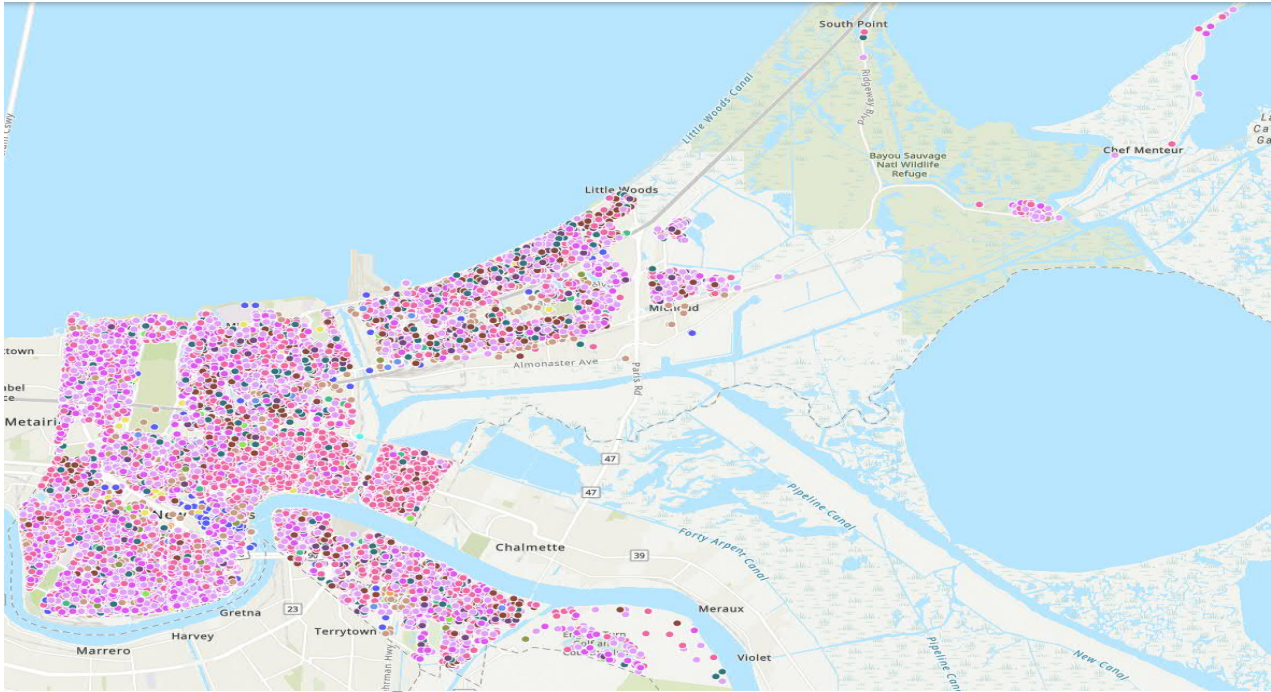 South Point
Little Woods Canal
Ridgeway Blvd
Bayou Sauvage
Natl Wildlife
Refuge
Chef Menteur
Little Woods
Almonaster Ave
Paris Rd
47
47
Pipeline Canal
Forty Arpent Canal
Chalmette
39
90
Gretna
23
Harvey
Terrytown
Marrero
Meraux
Violet
Pipeline Canal
New Canal